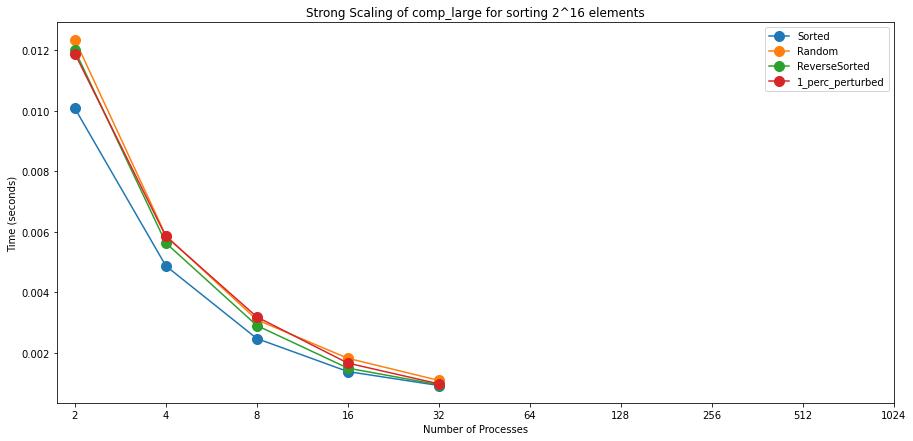 Strong Scaling of comp_large for sorting 2^16 elements
Sorted
Random
ReverseSorted
1_perc_perturbed
Time (seconds)
0.012
0.010
0.008
0.006
0.004
0.002
2 4 8 16 32 64 128 256 512 1024
Number of Processes